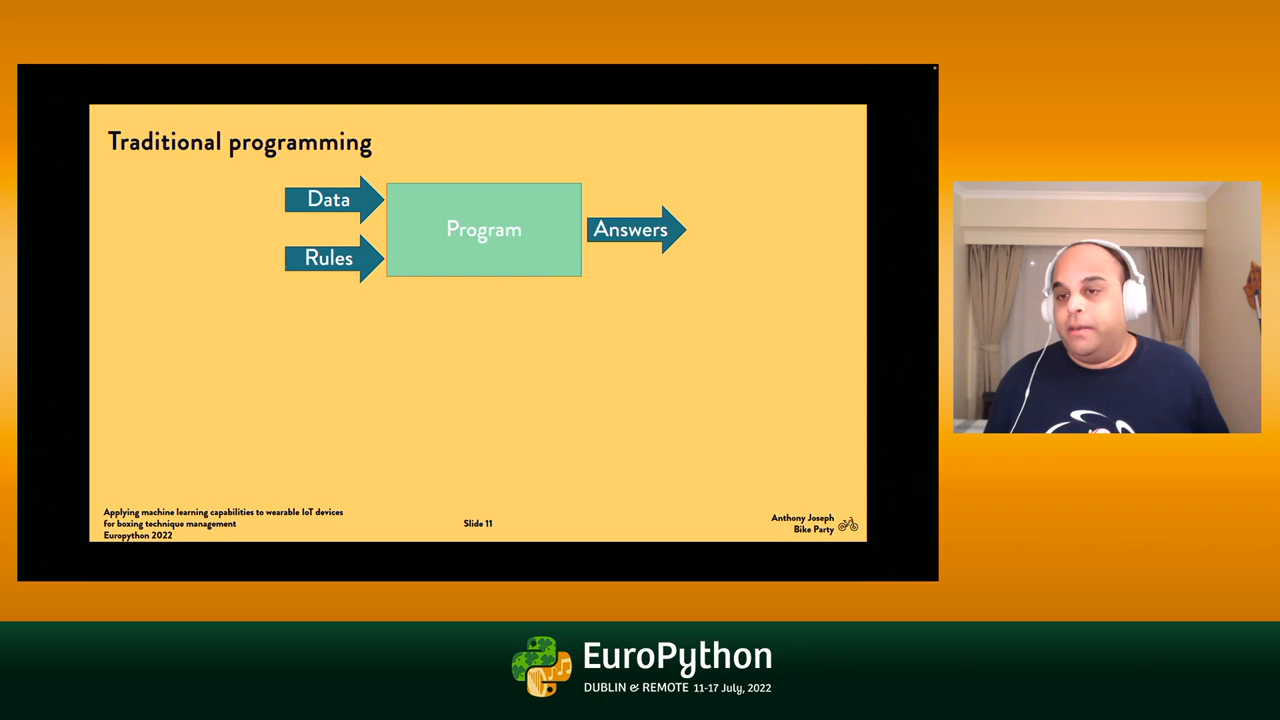 Traditional programming
Data
Rules
Program
Answers
Applying machine learning capabilities to wearable IoT devices
for boxing technique management
Europython 2022
Slide 11
Anthony Joseph
Bike Party
EuroPython
DUBLIN & REMOTE 11-17 July, 2022